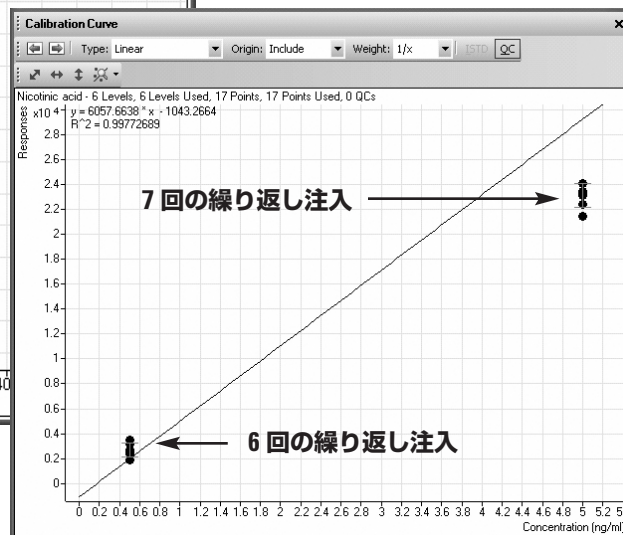 Calibration Curve
Type: Linear Origin: Include Weight: 1/x ISTD QC
Nicotinic acid - 6 Levels, 6 Levels Used, 17 Points, 17 Points Used, 0 QCs
Responses
x10 4
y = 6057.6638 * x - 1043.2664
R^2 = 0.99772689
2.8
2.6
2.4
7 回の繰り返し注入
2.2
2
1.8
1.6
1.4
1.2
1
0.8
0.6
0.4
6 回の繰り返し注入
0.2
0
0 0.2 0.4 0.6 0.8 1 1.2 1.4 1.6 1.8 2 2.2 2.4 2.6 2.8 3 3.2 3.4 3.6 3.8 4 4.2 4.4 4.6 4.8 5 5.2
Concentration (ng/ml)